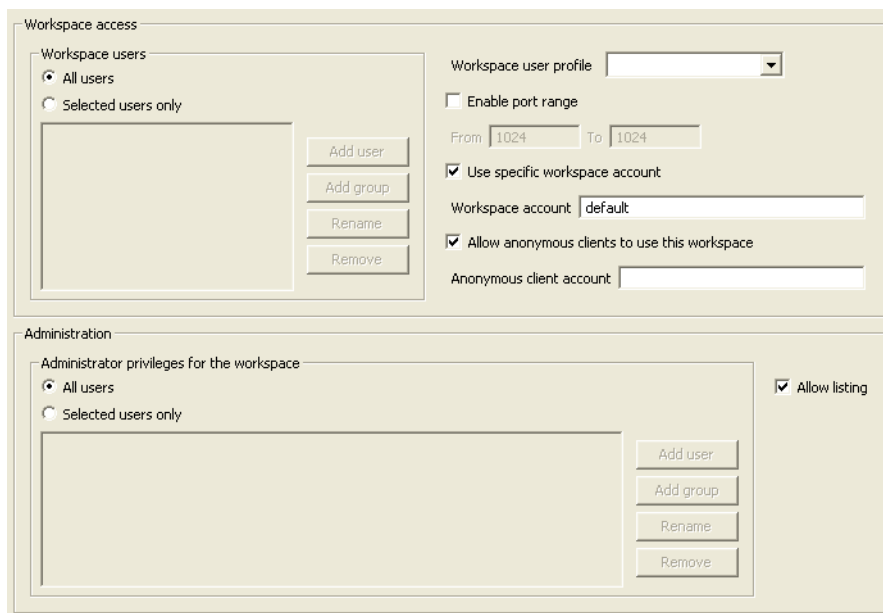 Workspace access
Workspace users
All users
Selected users only
Add user
Add group
Rename
Remove
Workspace user profile
Enable port range
From 1024 To 1024
Use specific workspace account
Workspace account default
Allow anonymous clients to use this workspace
Anonymous client account
Administration
Administrator privileges for the workspace
All users
Selected users only
Add user
Add group
Rename
Remove
Allow listing